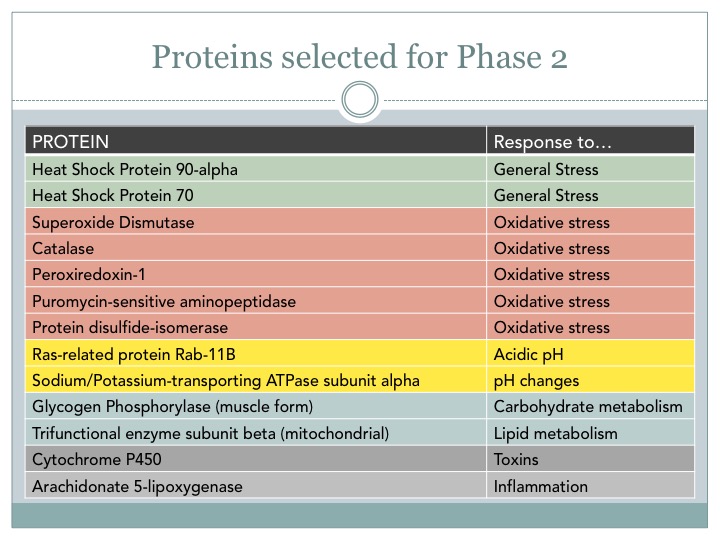 Proteins selected for Phase 2
PROTEIN Response to...
Heat Shock Protein 90-alpha General Stress
Heat Shock Protein 70 General Stress
Superoxide Dismutase Oxidative stress
Catalase Oxidative stress
Peroxiredoxin-1 Oxidative stress
Puromycin-sensitive aminopeptidase Oxidative stress
Protein disulfide-isomerase Oxidative stress
Ras-related protein Rab-11B Acidic pH
Sodium/Potassium-transporting ATPase subunit alpha pH changes
Glycogen Phosphorylase (muscle form) Carbohydrate metabolism
Trifunctional enzyme subunit beta (mitochondrial) Lipid metabolism
Cytochrome P450 Toxins
Arachidonate 5-lipoxygenase Inflammation